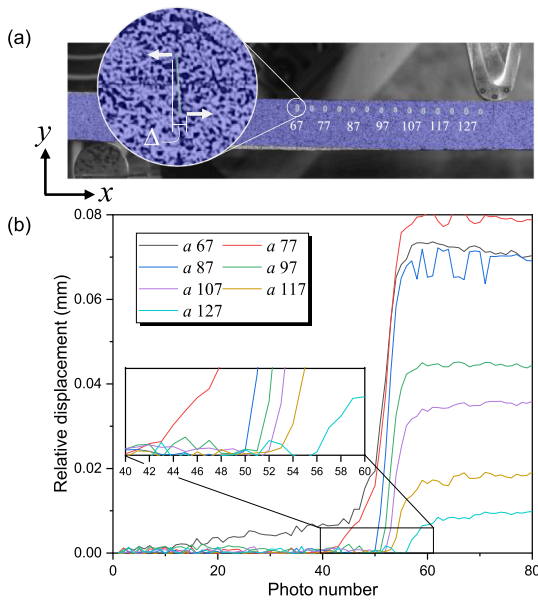 (a)
Δ
67 77 87 97 107 117 127
y
x
(b)
Relative displacement (mm)
0.08
0.06
0.04
0.02
0.00
a 67
a 77
a 87
a 97
a 107
a 117
a 127
40 42 44 46 48 50 52 54 56 58 60
0 20 40 60 80
Photo number